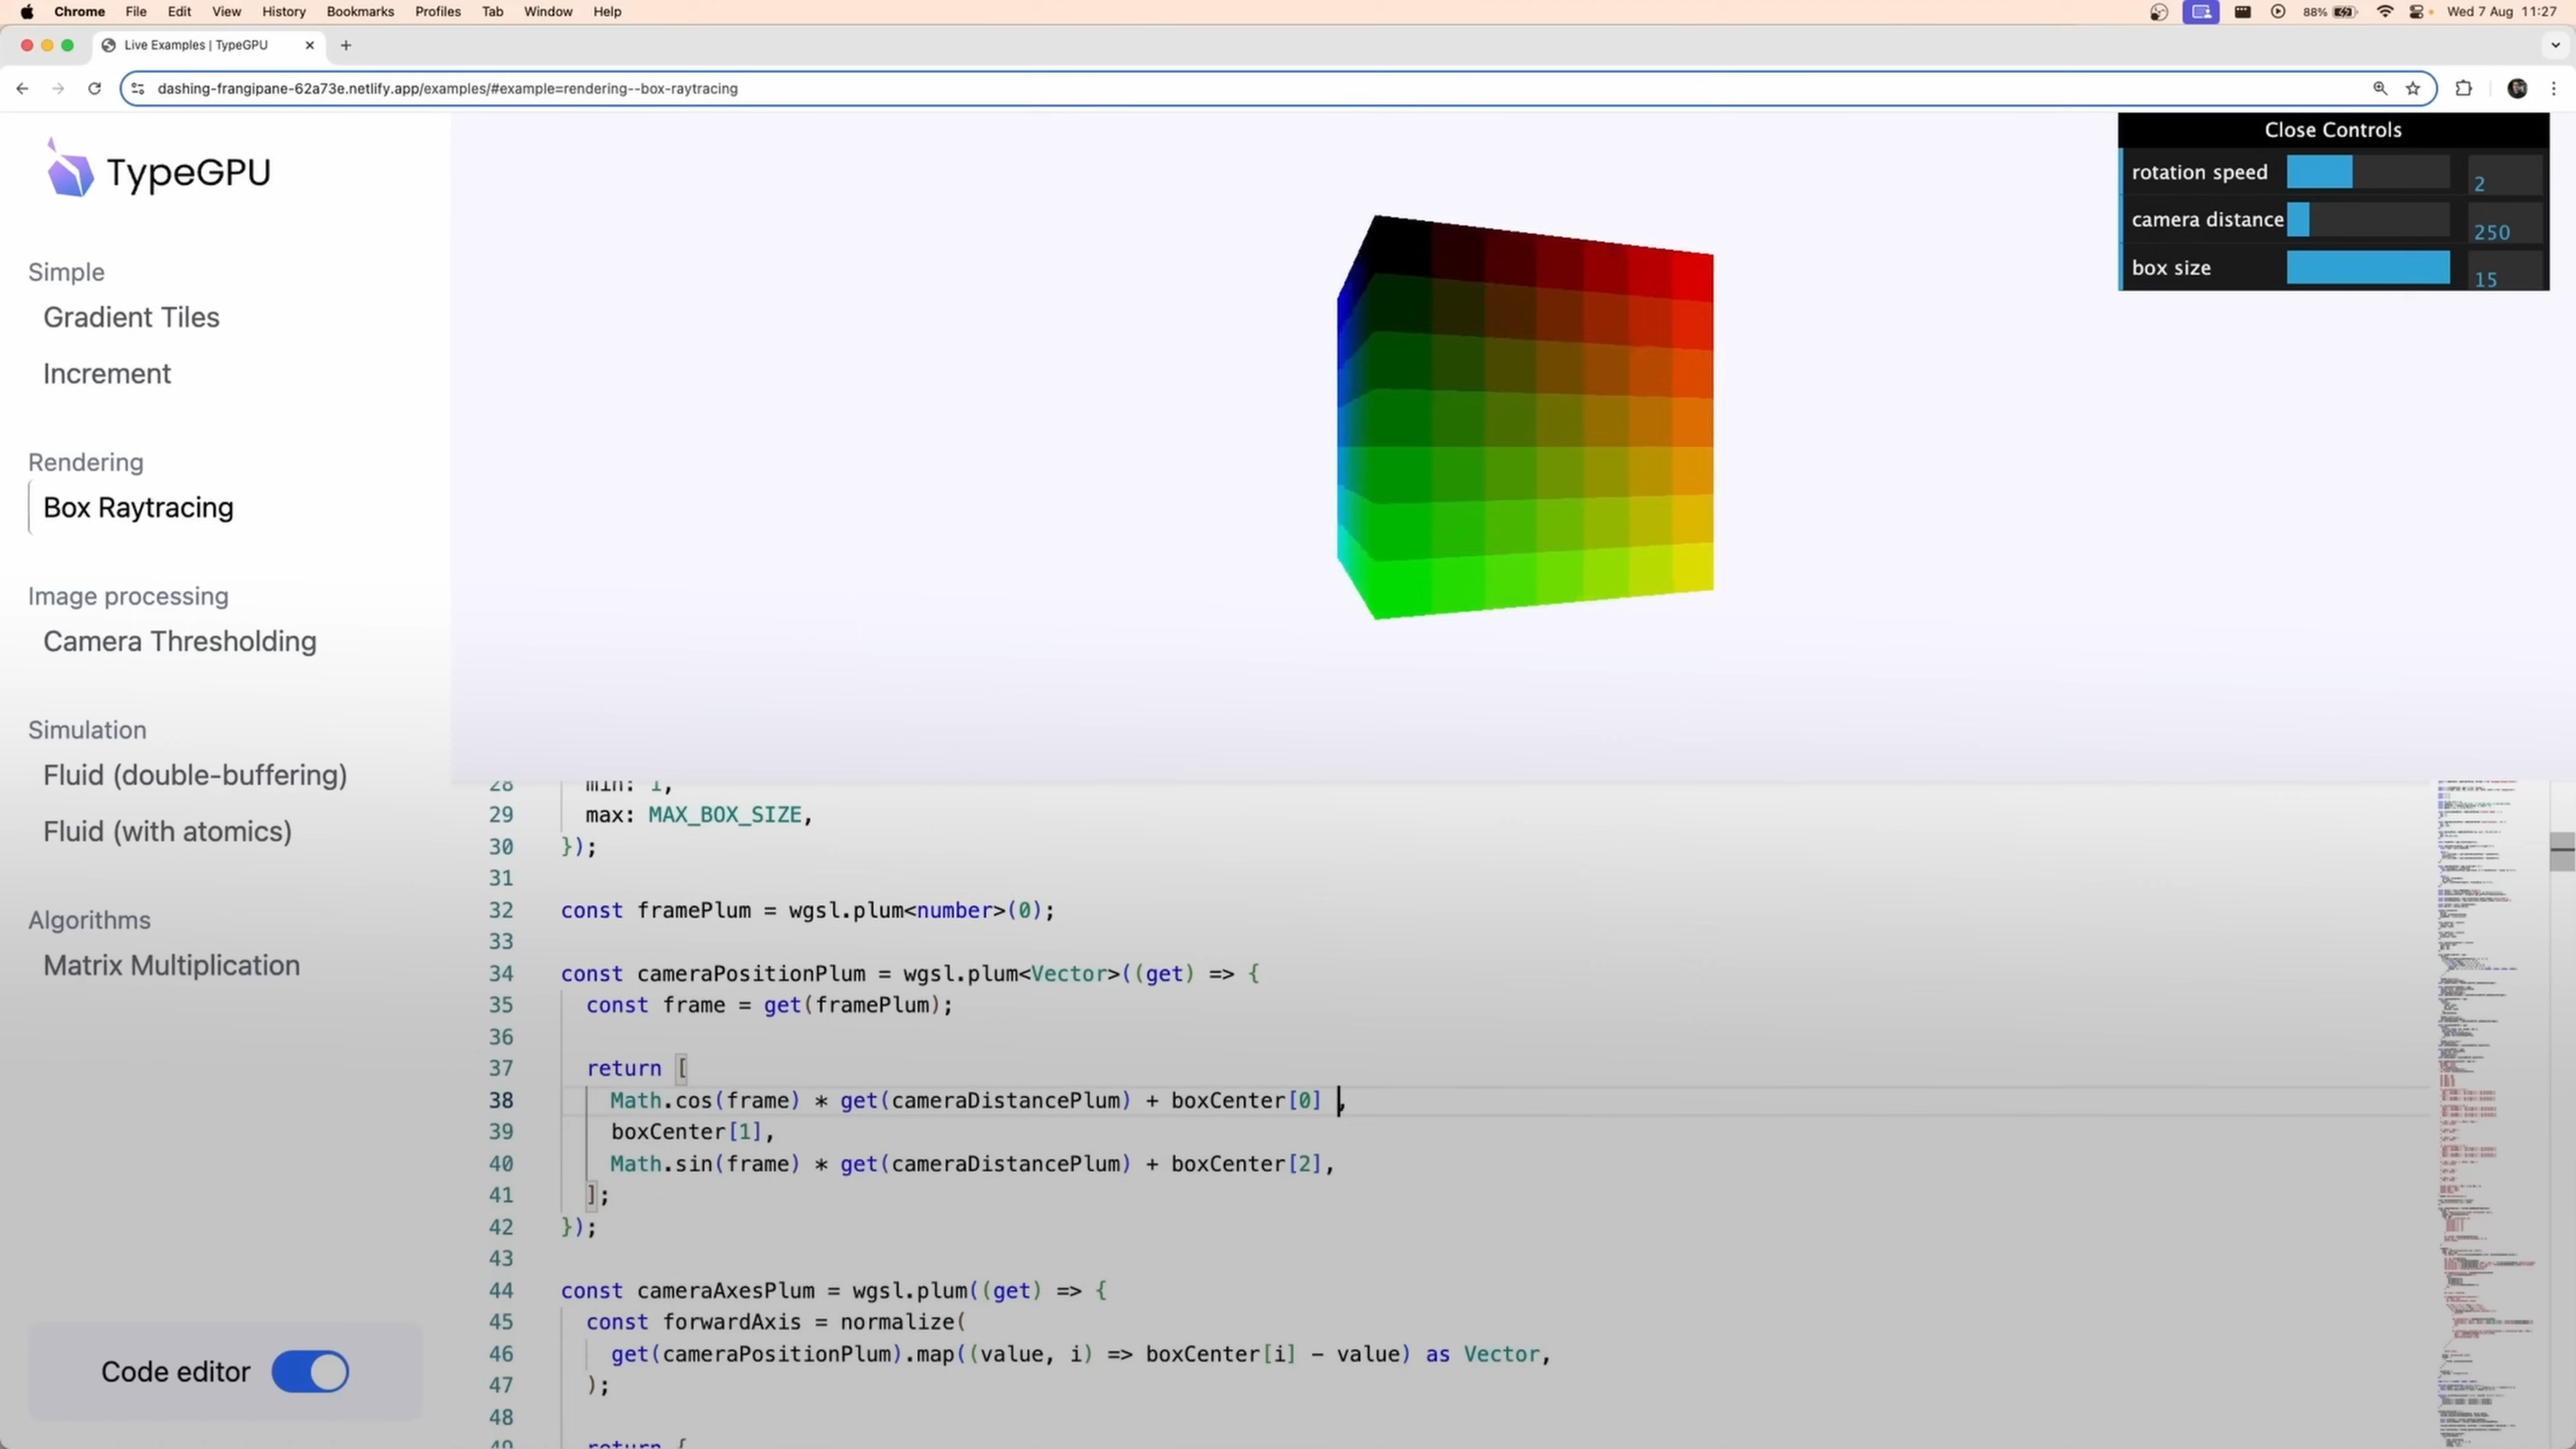 Chrome File Edit View History Bookmarks Profiles Tab Window Help 88% Wed 7 Aug 11:27
Live Examples | TypeGPU
dashing-frangipane-62a73e.netlify.app/examples/#example=rendering--box-raytracing
TypeGPU
Simple
Gradient Tiles
Increment
Rendering
Box Raytracing
Image processing
Camera Thresholding
Simulation
Fluid (double-buffering)
Fluid (with atomics)
Algorithms
Matrix Multiplication
Code editor
Close Controls
rotation speed 2
camera distance 250
box size 15
28 min: 1,
29 max: MAX_BOX_SIZE,
30 });
31
32 const framePlum = wgsl.plum<number>(0);
33
34 const cameraPositionPlum = wgsl.plum<Vector>((get) => {
35 const frame = get(framePlum);
36
37 return [
38 Math.cos(frame) * get(cameraDistancePlum) + boxCenter[0] ,
39 boxCenter[1],
40 Math.sin(frame) * get(cameraDistancePlum) + boxCenter[2],
41 ];
42 });
43
44 const cameraAxesPlum = wgsl.plum((get) => {
45 const forwardAxis = normalize(
46 get(cameraPositionPlum).map((value, i) => boxCenter[i] - value) as Vector,
47 );
48
49 return {